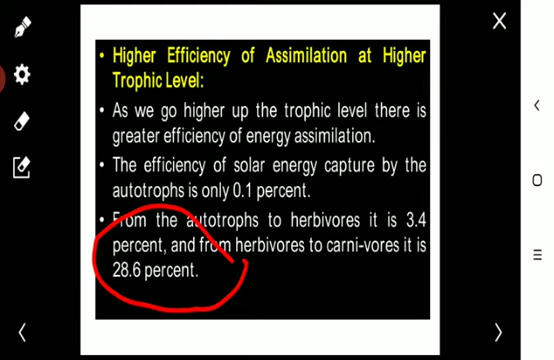 • Higher Efficiency of Assimilation at Higher
Trophic Level:
• As we go higher up the trophic level there is
greater efficiency of energy assimilation.
• The efficiency of solar energy capture by the
autotrophs is only 0.1 percent.
• From the autotrophs to herbivores it is 3.4
percent, and from herbivores to carni-vores it is
28.6 percent.